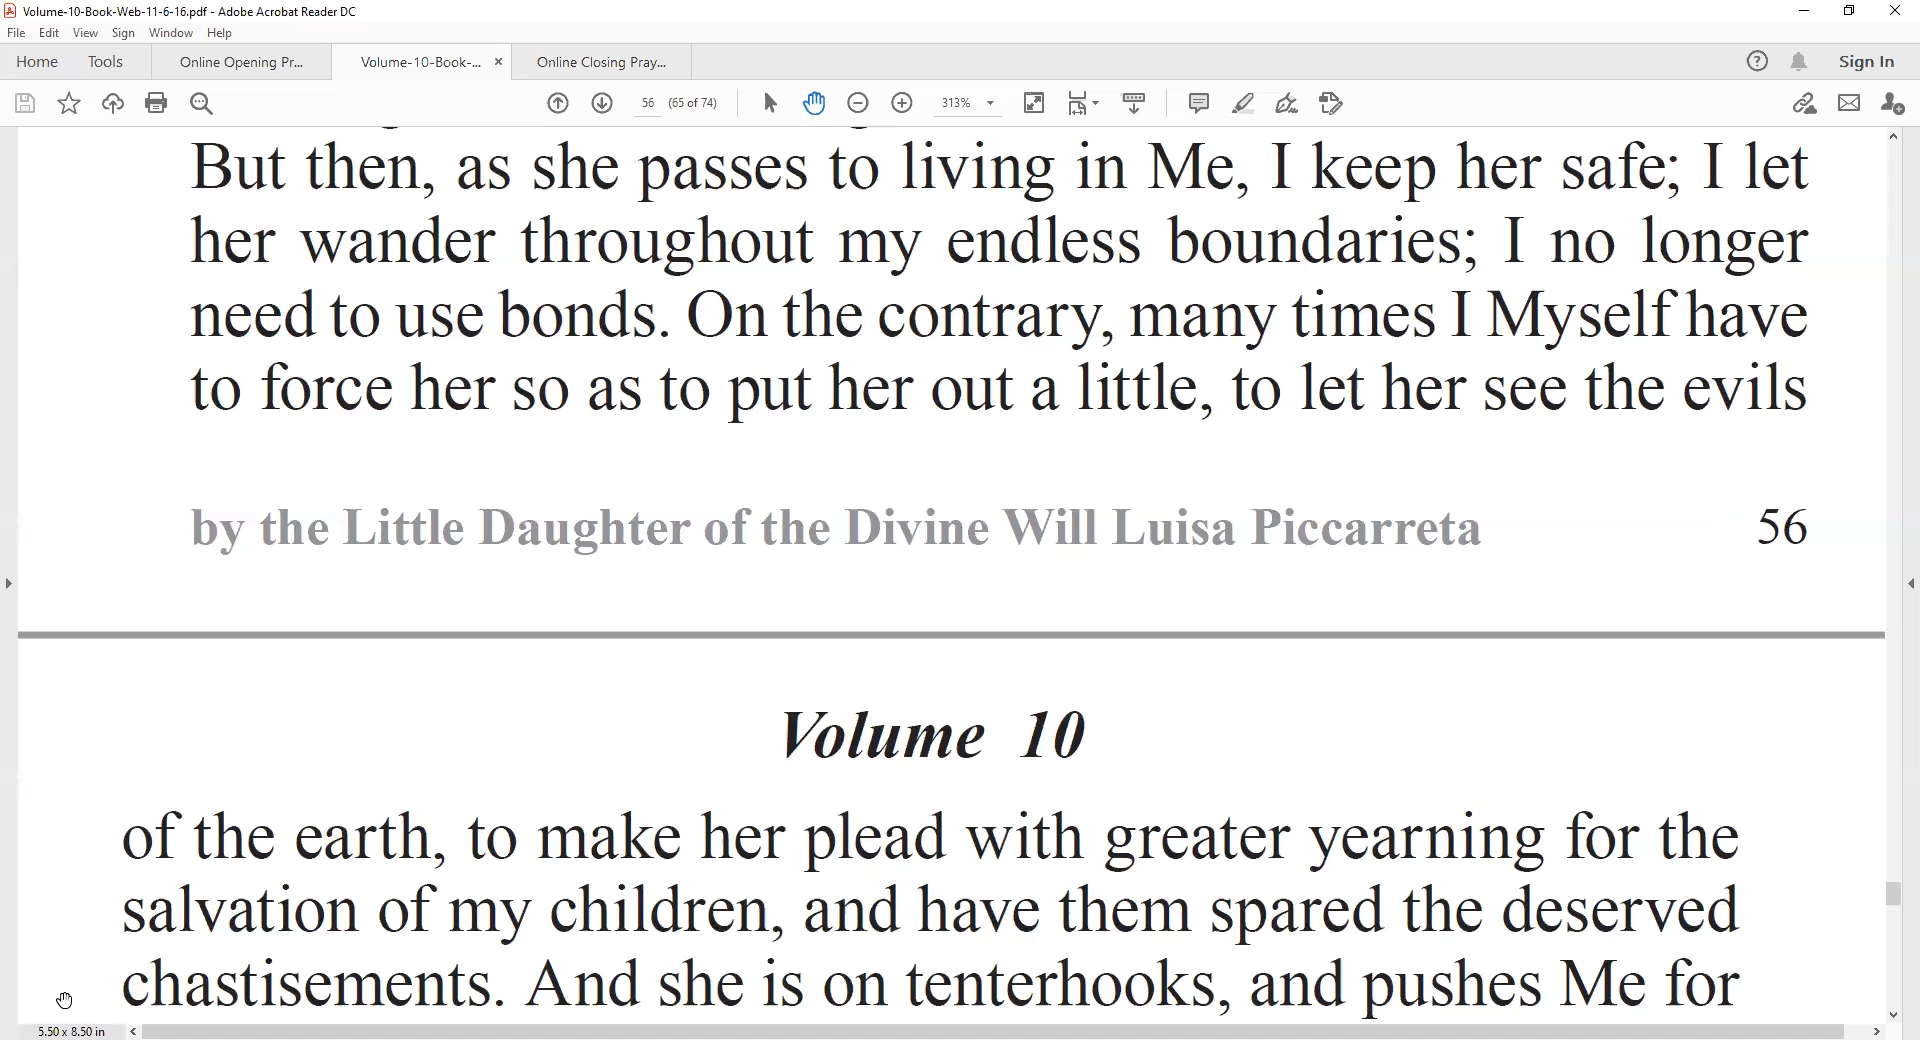 Volume-10-Book-Web-11-6-16.pdf - Adobe Acrobat Reader DC
File Edit View Sign Window Help
Home Tools Online Opening Pr... Volume-10-Book-... × Online Closing Pray... Sign In
56 (65 of 74) 313%
But then, as she passes to living in Me, I keep her safe; I let
her wander throughout my endless boundaries; I no longer
need to use bonds. On the contrary, many times I Myself have
to force her so as to put her out a little, to let her see the evils
by the Little Daughter of the Divine Will Luisa Piccarreta 56
Volume 10
of the earth, to make her plead with greater yearning for the
salvation of my children, and have them spared the deserved
chastisements. And she is on tenterhooks, and pushes Me for
5.50 x 8.50 in